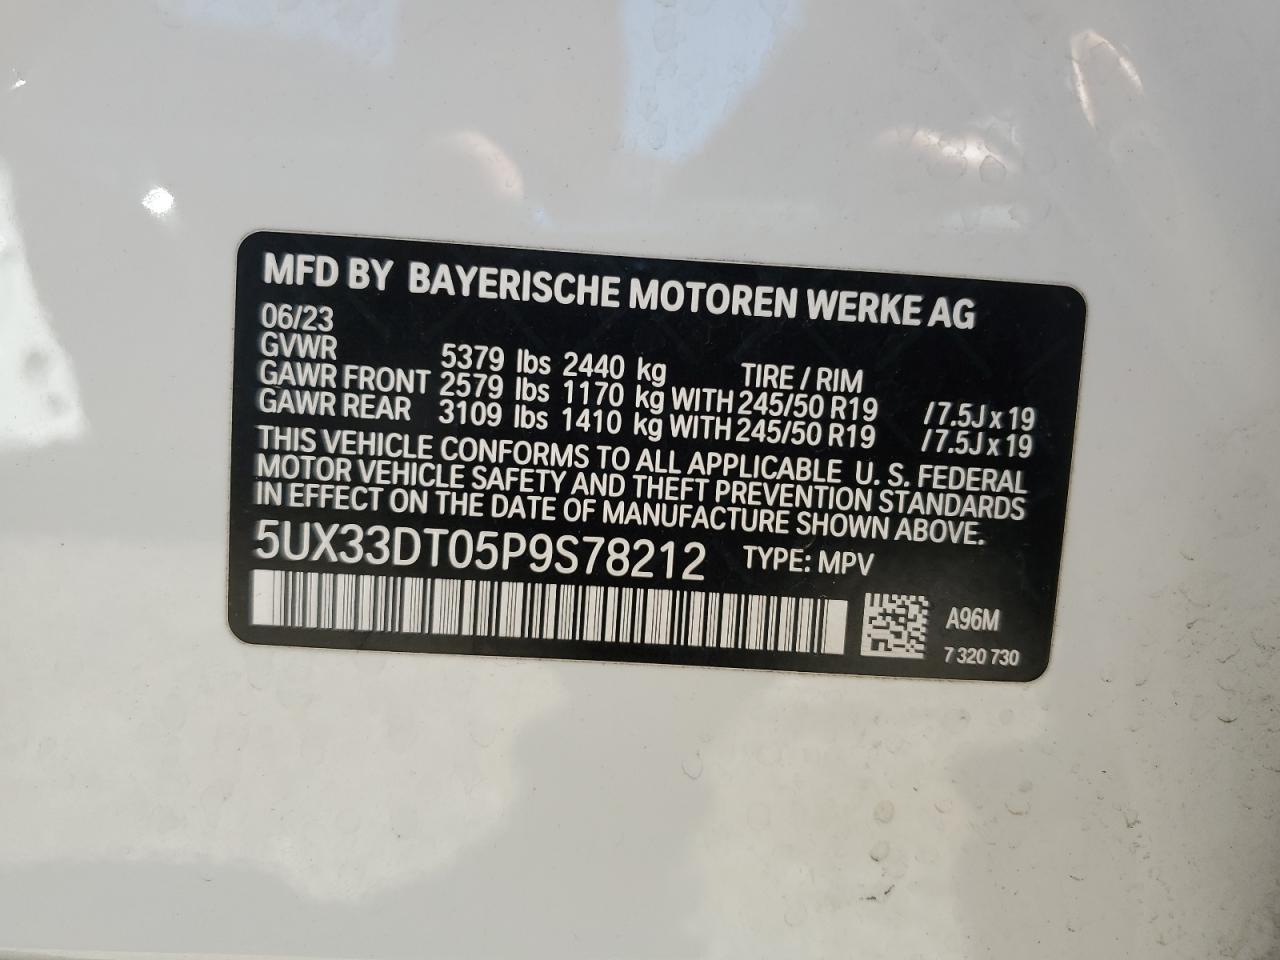 MFD BY BAYERISCHE MOTOREN WERKE AG
06/23
GVWR 5379 lbs 2440 kg TIRE / RIM
GAWR FRONT 2579 lbs 1170 kg WITH 245/50 R19 / 7.5J x 19
GAWR REAR 3109 lbs 1410 kg WITH 245/50 R19 / 7.5J x 19
THIS VEHICLE CONFORMS TO ALL APPLICABLE U. S. FEDERAL
MOTOR VEHICLE SAFETY AND THEFT PREVENTION STANDARDS
IN EFFECT ON THE DATE OF MANUFACTURE SHOWN ABOVE.
5UX33DT05P9S78212 TYPE: MPV
A96M
7 320 730